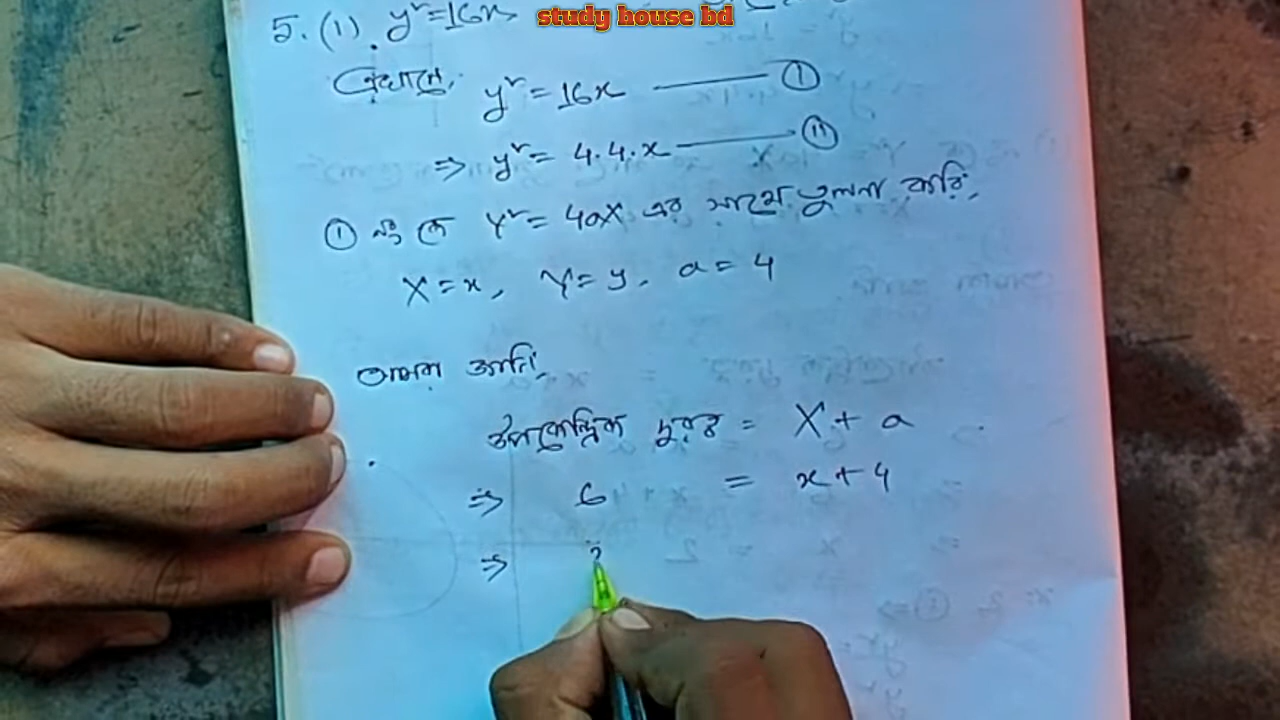 study house bd
5. (i). y² = 16x
এখানে, y² = 16x ——— (i)
⇒ y² = 4.4.x ——— (ii)
(i) নং কে Y² = 4aX এর সাথে তুলনা করি,
X = x, Y = y, a = 4
আমরা জানি,
উপকেন্দ্রিক দূরত্ব = X + a
⇒ 6 = x + 4
⇒